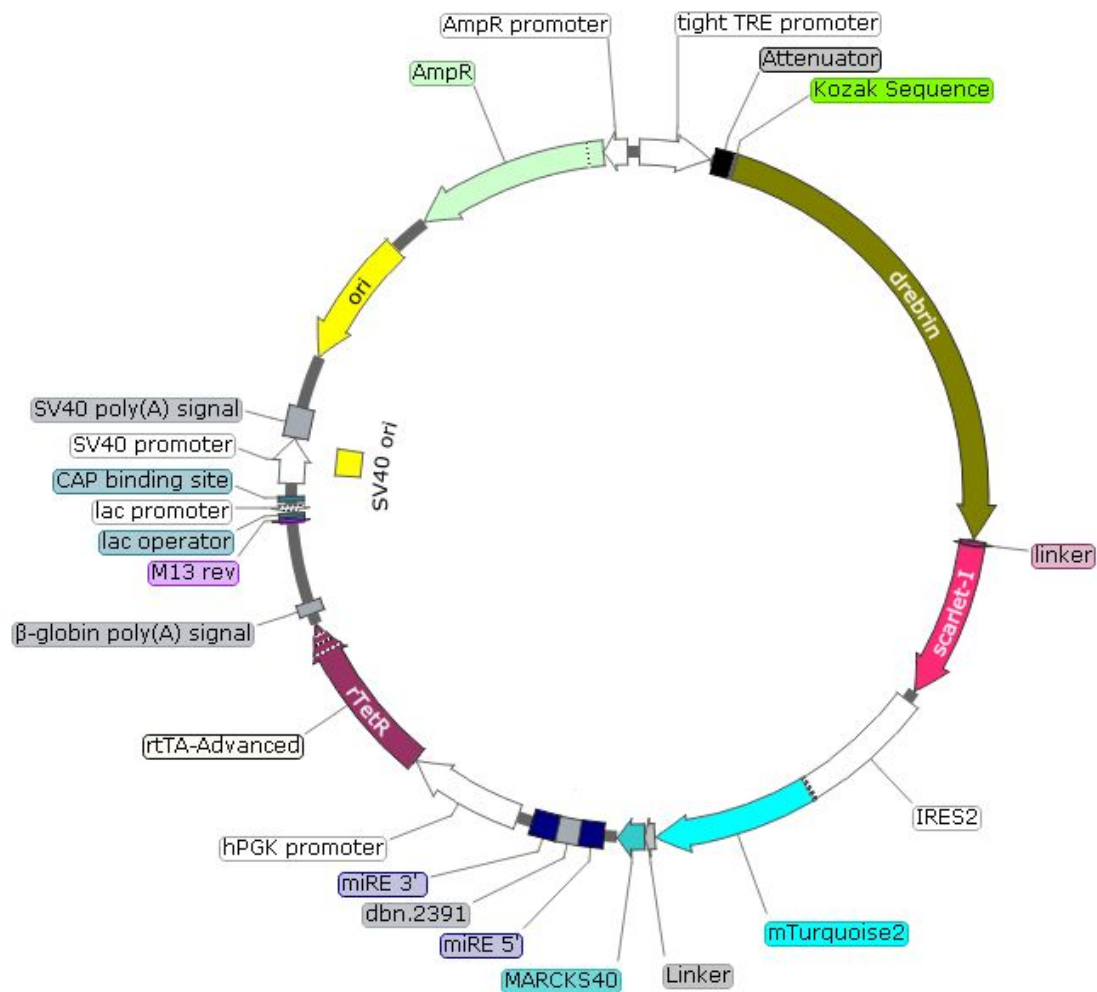 AmpR promoter
tight TRE promoter
AmpR
Attenuator
Kozak Sequence
drebrin
ori
SV40 poly(A) signal
SV40 promoter
SV40 ori
CAP binding site
lac promoter
lac operator
M13 rev
linker
scarlet-I
β-globin poly(A) signal
rTetR
rtTA-Advanced
IRES2
hPGK promoter
miRE 3'
dbn.2391
miRE 5'
mTurquoise2
MARCKS40
Linker